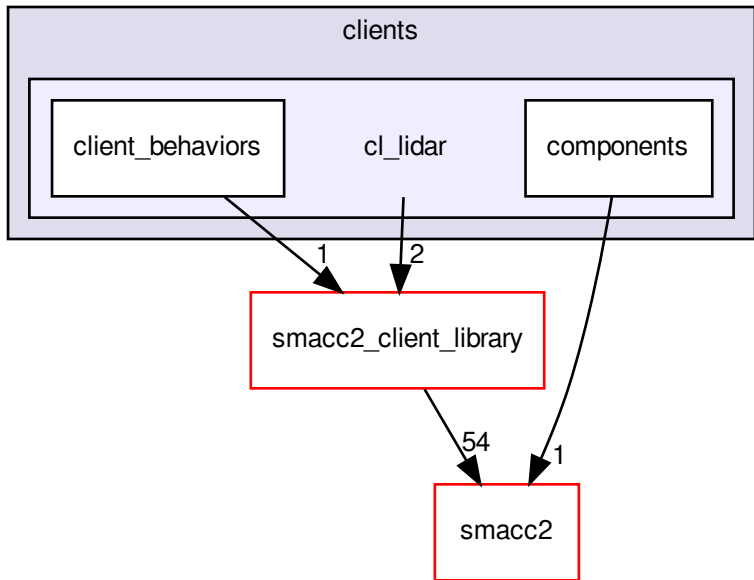 clients
client_behaviors
cl_lidar
components
1
2
smacc2_client_library
54
1
smacc2